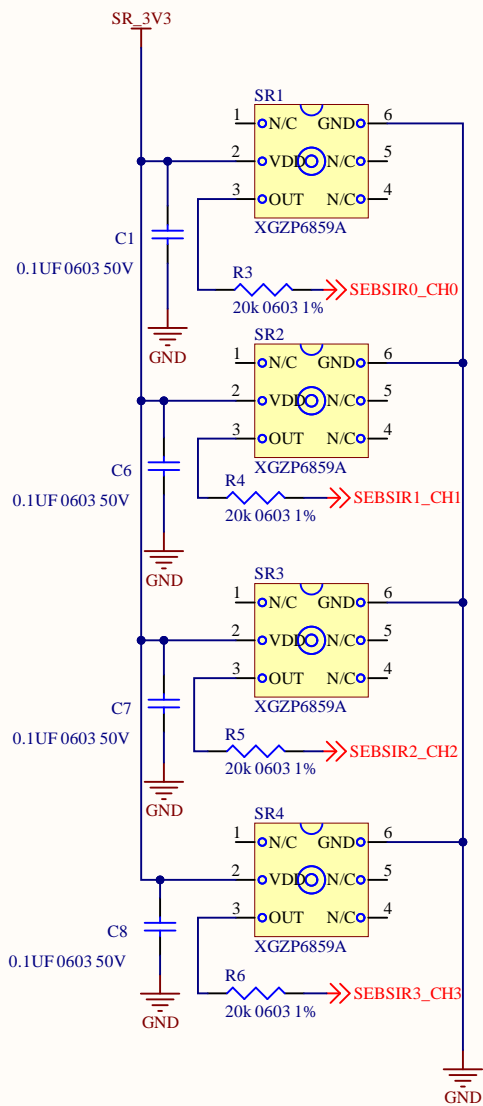 SR_3V3
SR1
1 N/C GND 6
2 VDD N/C 5
3 OUT N/C 4
XGZP6859A
C1
0.1UF 0603 50V
GND
R3
20k 0603 1%
SEBSIR0_CH0
SR2
1 N/C GND 6
2 VDD N/C 5
3 OUT N/C 4
XGZP6859A
C6
0.1UF 0603 50V
GND
R4
20k 0603 1%
SEBSIR1_CH1
SR3
1 N/C GND 6
2 VDD N/C 5
3 OUT N/C 4
XGZP6859A
C7
0.1UF 0603 50V
GND
R5
20k 0603 1%
SEBSIR2_CH2
SR4
1 N/C GND 6
2 VDD N/C 5
3 OUT N/C 4
XGZP6859A
C8
0.1UF 0603 50V
GND
R6
20k 0603 1%
SEBSIR3_CH3
GND